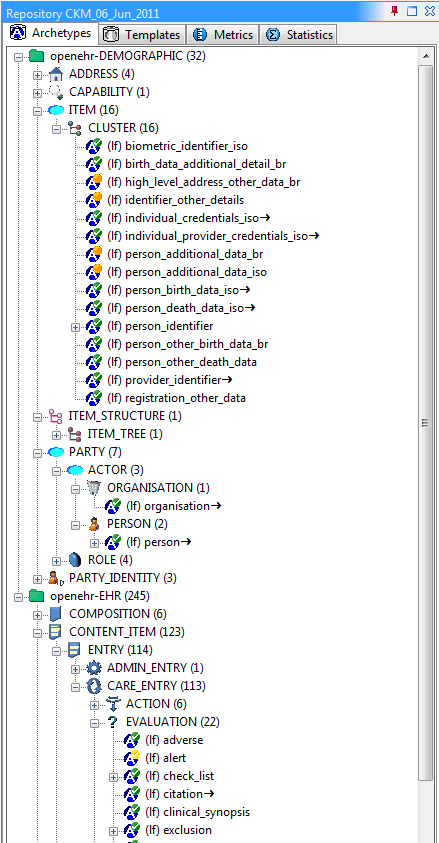 Repository CKM_06_Jun_2011
Archetypes Templates Metrics Statistics
openehr-DEMOGRAPHIC (32)
ADDRESS (4)
CAPABILITY (1)
ITEM (16)
CLUSTER (16)
(lf) biometric_identifier_iso
(lf) birth_data_additional_detail_br
(lf) high_level_address_other_data_br
(lf) identifier_other_details
(lf) individual_credentials_iso→
(lf) individual_provider_credentials_iso→
(lf) person_additional_data_br
(lf) person_additional_data_iso
(lf) person_birth_data_iso→
(lf) person_death_data_iso→
(lf) person_identifier
(lf) person_other_birth_data_br
(lf) person_other_death_data
(lf) provider_identifier→
(lf) registration_other_data
ITEM_STRUCTURE (1)
ITEM_TREE (1)
PARTY (7)
ACTOR (3)
ORGANISATION (1)
(lf) organisation→
PERSON (2)
(lf) person→
ROLE (4)
PARTY_IDENTITY (3)
openehr-EHR (245)
COMPOSITION (6)
CONTENT_ITEM (123)
ENTRY (114)
ADMIN_ENTRY (1)
CARE_ENTRY (113)
ACTION (6)
EVALUATION (22)
(lf) adverse
(lf) alert
(lf) check_list
(lf) citation→
(lf) clinical_synopsis
(lf) exclusion